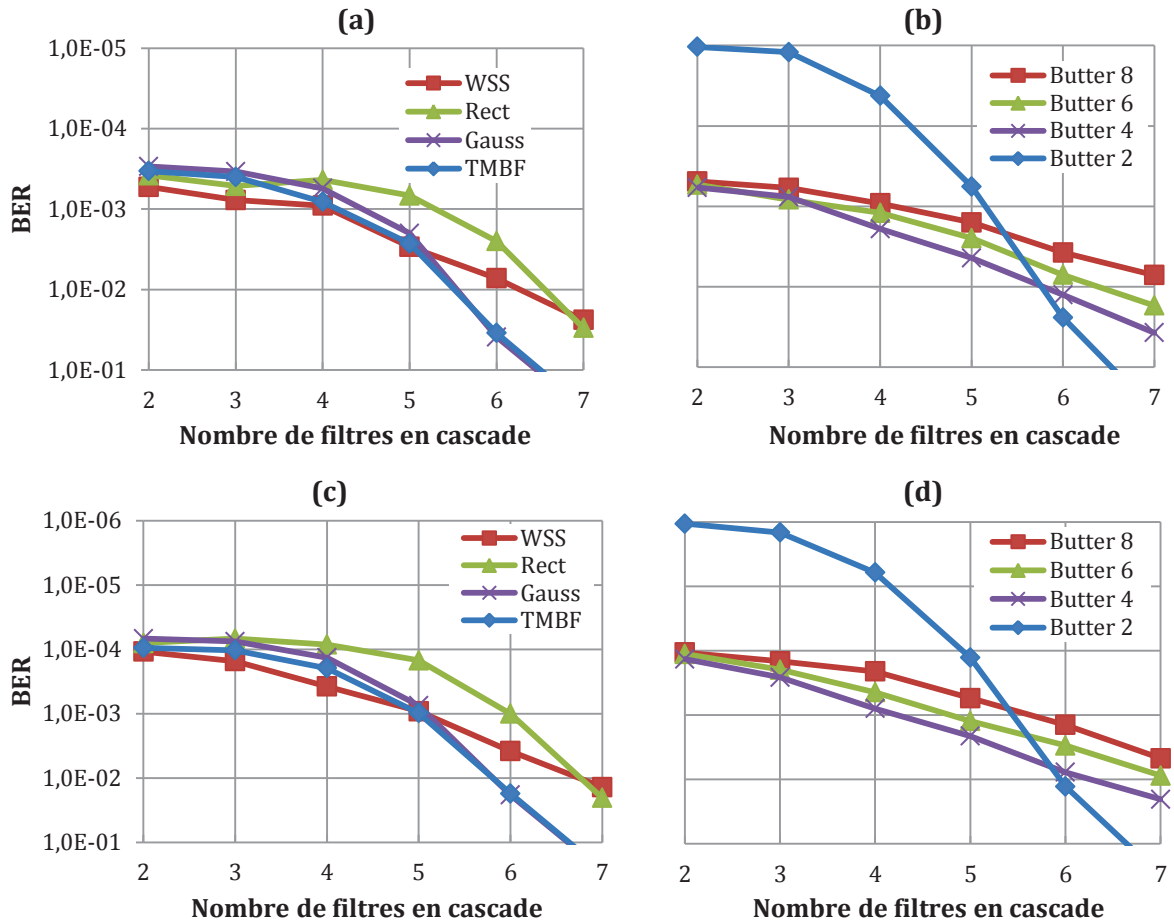 (a)
1,0E-05
1,0E-04
1,0E-03
1,0E-02
1,0E-01
BER
WSS
Rect
Gauss
TMBF
2 3 4 5 6 7
Nombre de filtres en cascade
(b)
Butter 8
Butter 6
Butter 4
Butter 2
2 3 4 5 6 7
Nombre de filtres en cascade
(c)
1,0E-06
1,0E-05
1,0E-04
1,0E-03
1,0E-02
1,0E-01
BER
WSS
Rect
Gauss
TMBF
2 3 4 5 6 7
Nombre de filtres en cascade
(d)
Butter 8
Butter 6
Butter 4
Butter 2
2 3 4 5 6 7
Nombre de filtres en cascade